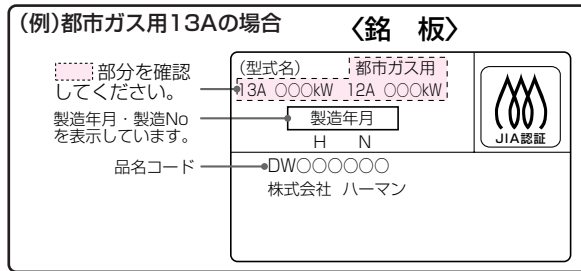 (例)都市ガス用13Aの場合
〈銘 板〉
部分を確認
してください。
製造年月・製造No
を表示しています。
品名コード
(型式名) 都市ガス用
13A ○○○kW 12A ○○○kW
製造年月
H N
DW○○○○○○
株式会社 ハーマン
JIA認証